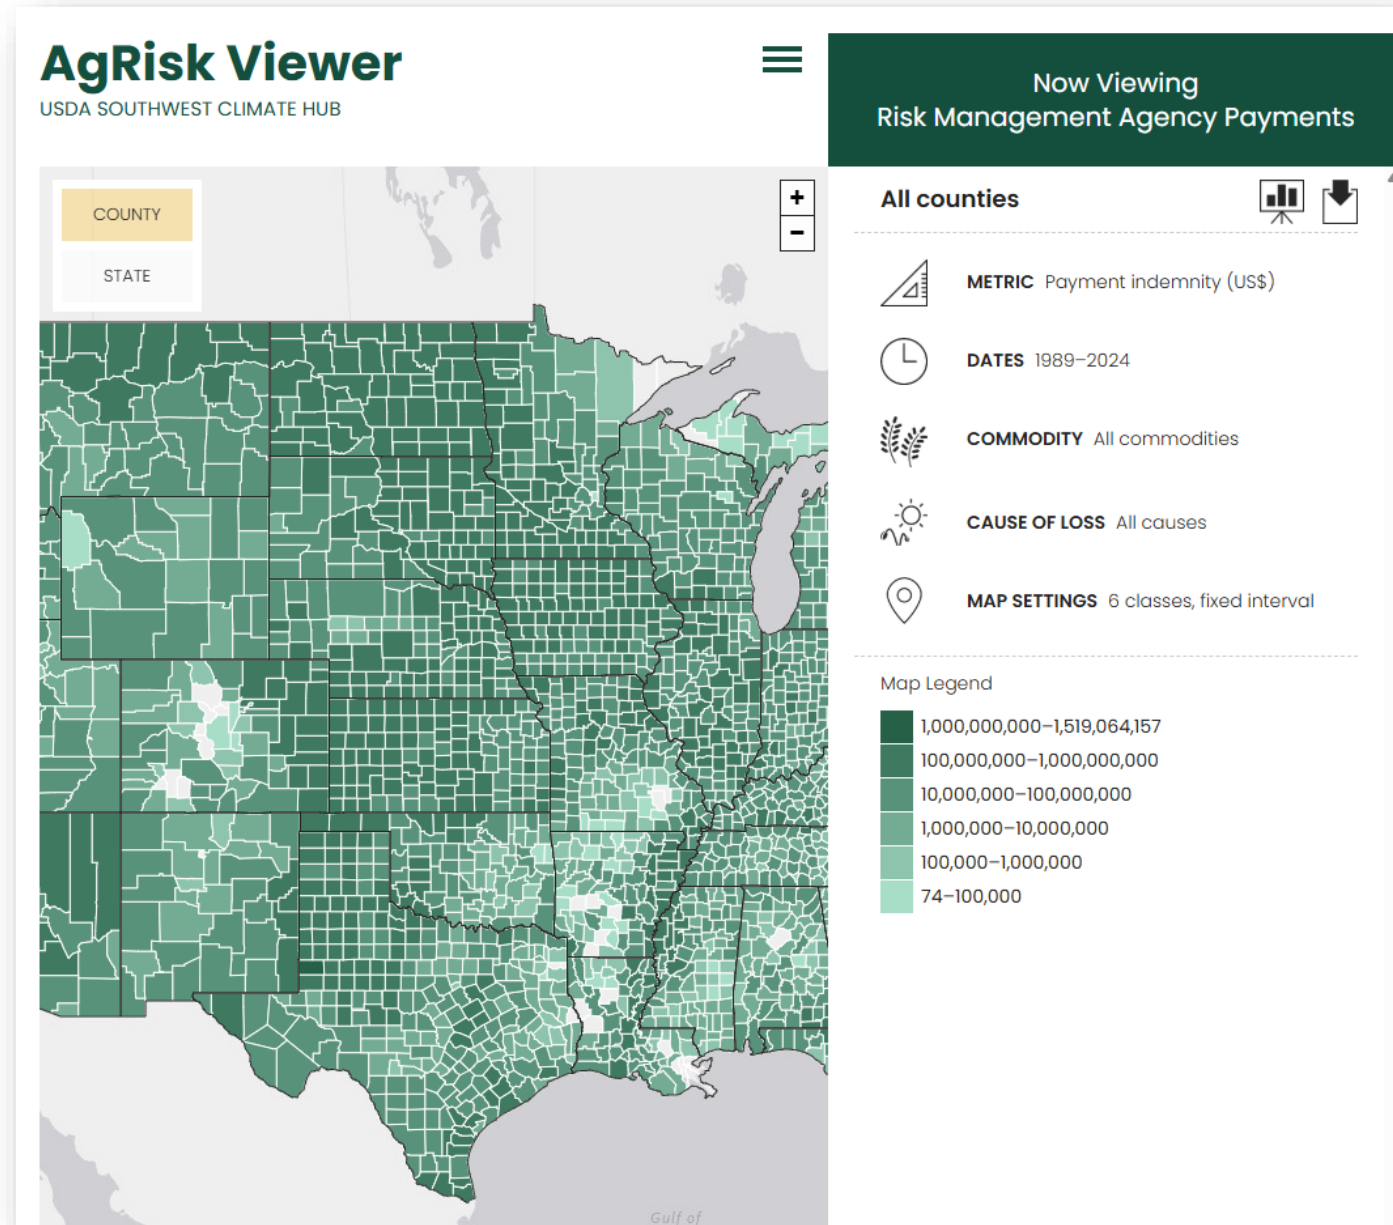 AgRisk Viewer
USDA SOUTHWEST CLIMATE HUB
Now Viewing
Risk Management Agency Payments
COUNTY
STATE
+
−
Gulf of
All counties
METRIC Payment indemnity (US$)
DATES 1989–2024
COMMODITY All commodities
CAUSE OF LOSS All causes
MAP SETTINGS 6 classes, fixed interval
Map Legend
1,000,000,000–1,519,064,157
100,000,000–1,000,000,000
10,000,000–100,000,000
1,000,000–10,000,000
100,000–1,000,000
74–100,000